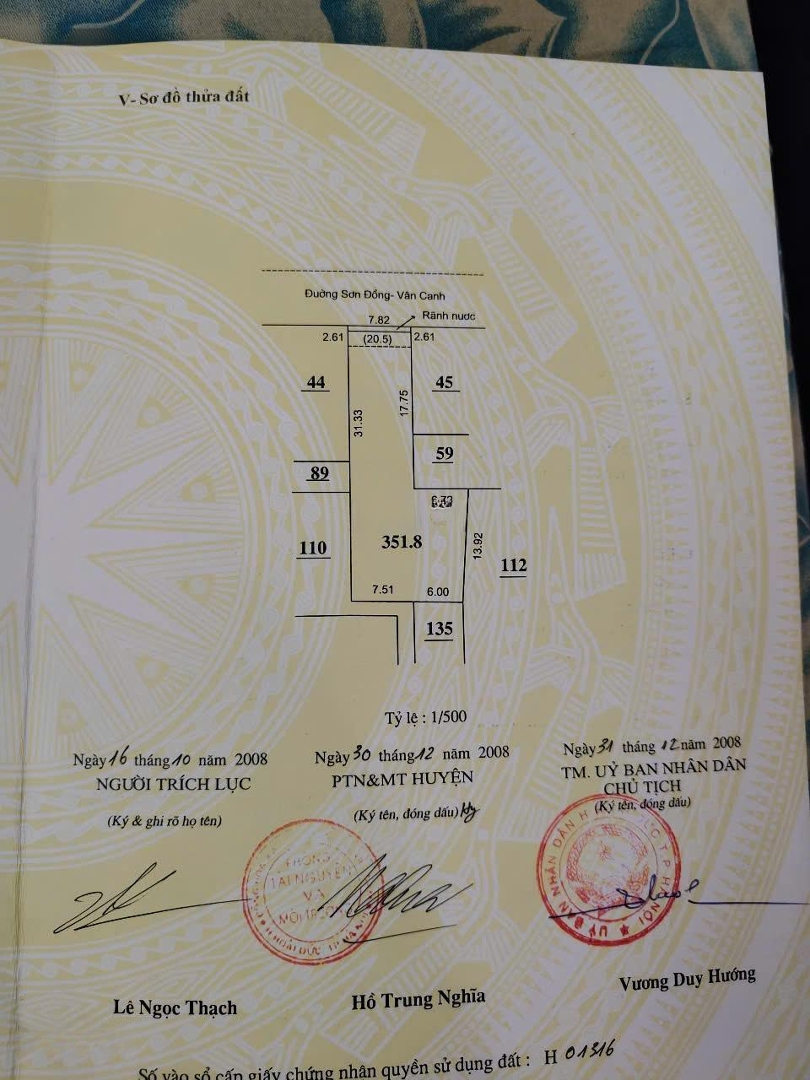 V- Sơ đồ thửa đất
Đường Sơn Đồng- Vân Canh
7.82 Rãnh nước
2.61 (20.5) 2.61
44 45
31.33 17.75
59
89
351.8
110 13.92 112
7.51 6.00
135
Tỷ lệ : 1/500
Ngày 16 tháng 10 năm 2008
NGƯỜI TRÍCH LỤC
(Ký & ghi rõ họ tên)
Lê Ngọc Thạch
Ngày 30 tháng 12 năm 2008
PTN&MT HUYỆN
(Ký tên, đóng dấu)
PHÒNG
TÀI NGUYÊN
VÀ
Hồ Trung Nghĩa
Ngày 31 tháng 12 năm 2008
TM. UỶ BAN NHÂN DÂN
CHỦ TỊCH
(Ký tên, đóng dấu)
Vương Duy Hướng
Số vào sổ cấp giấy chứng nhân quyền sử dụng đất : H 01316